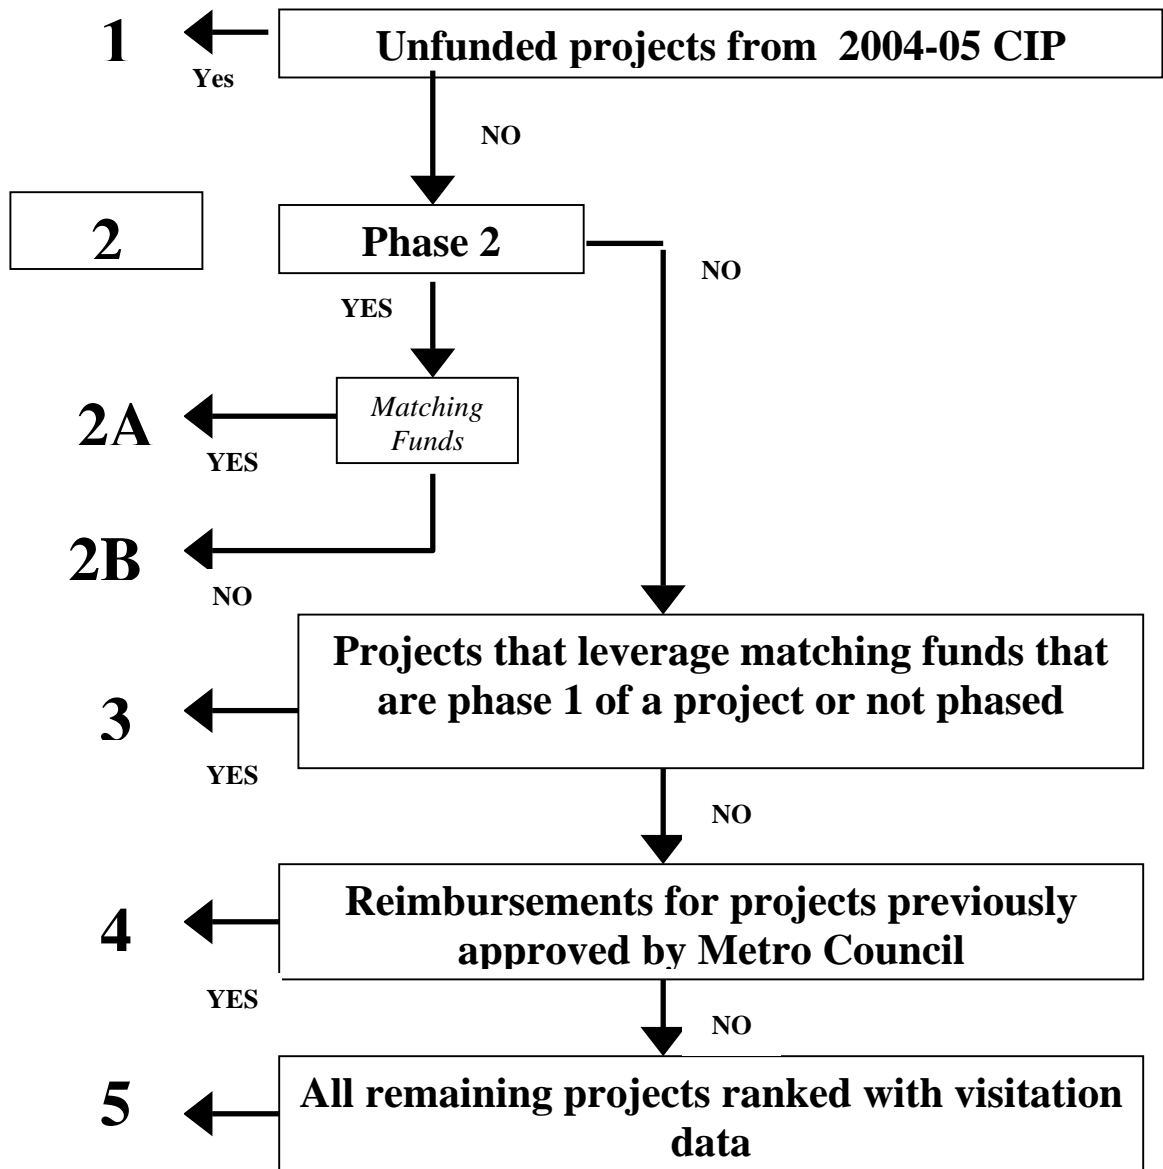 1
Unfunded projects from 2004-05 CIP
Yes
NO
2
Phase 2
NO
YES
2A
Matching
Funds
YES
2B
NO
Projects that leverage matching funds that
are phase 1 of a project or not phased
3
YES
NO
Reimbursements for projects previously
approved by Metro Council
4
YES
NO
All remaining projects ranked with visitation
data
5